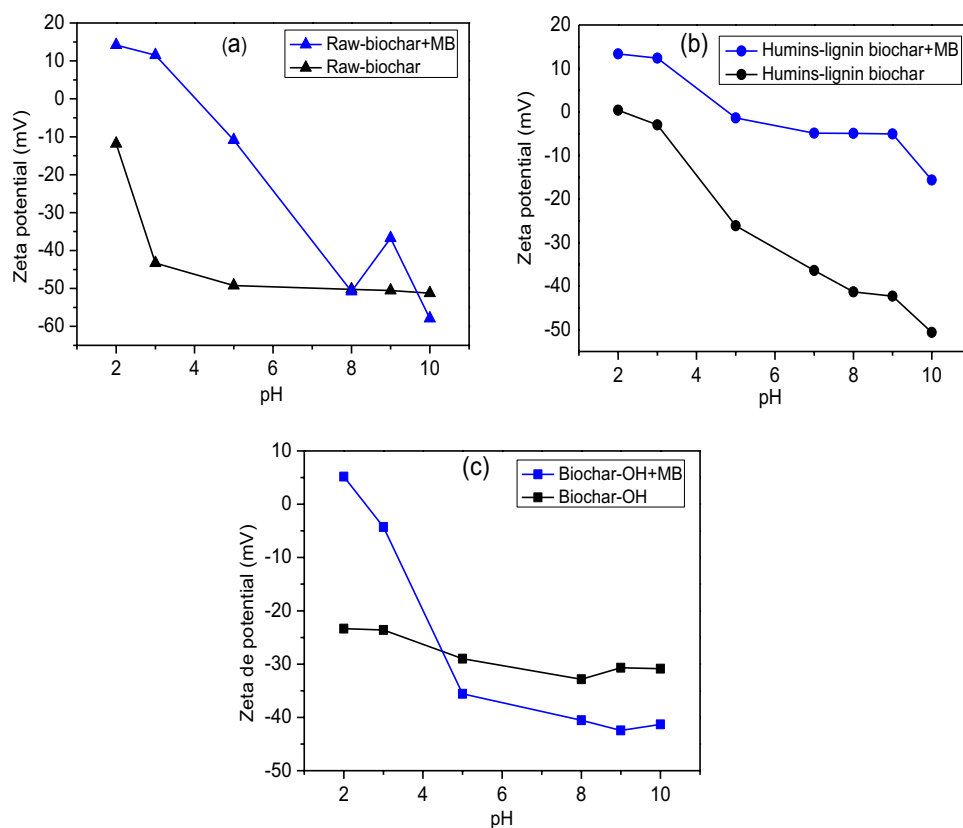 (a)
Raw-biochar+MB
Raw-biochar
Zeta potential (mV)
20
10
0
-10
-20
-30
-40
-50
-60
2
4
6
8
10
pH
(b)
Humins-lignin biochar+MB
Humins-lignin biochar
Zeta potential (mV)
20
10
0
-10
-20
-30
-40
-50
2
4
6
8
10
pH
(c)
Biochar-OH+MB
Biochar-OH
Zeta de potential (mV)
10
0
-10
-20
-30
-40
-50
2
4
6
8
10
pH